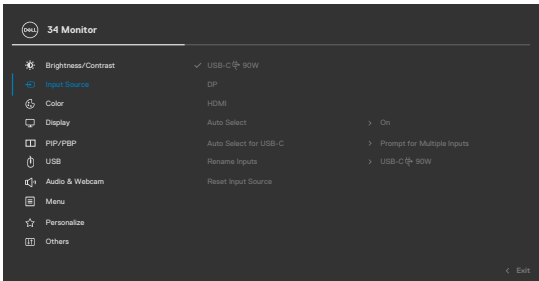 DELL 34 Monitor
Brightness/Contrast ✓ USB-C 90W
Input Source DP
Color HDMI
Display Auto Select > On
PIP/PBP Auto Select for USB-C > Prompt for Multiple Inputs
USB Rename Inputs > USB-C 90W
Audio & Webcam Reset Input Source
Menu
Personalize
Others
< Exit